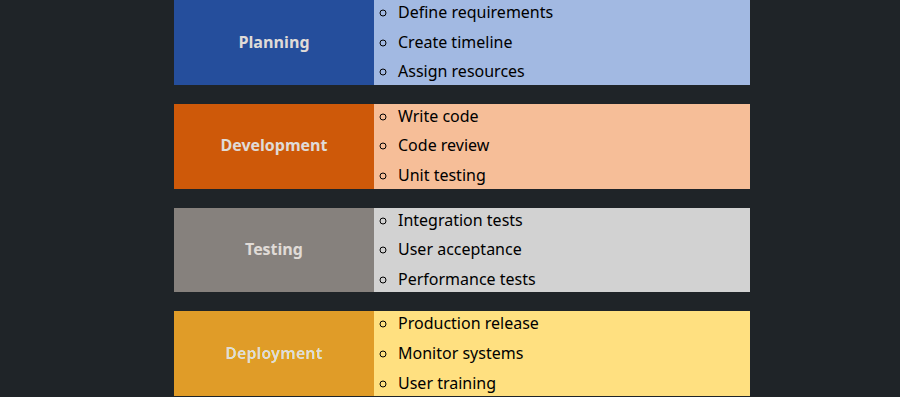 Planning
Define requirements
Create timeline
Assign resources
Development
Write code
Code review
Unit testing
Testing
Integration tests
User acceptance
Performance tests
Deployment
Production release
Monitor systems
User training